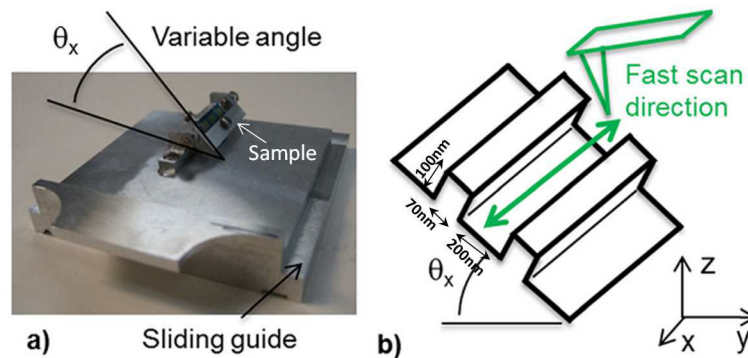 θx
Variable angle
Sample
Sliding guide
a)
Fast scan
direction
100nm
70nm
200nm
θx
b)
z
y
x